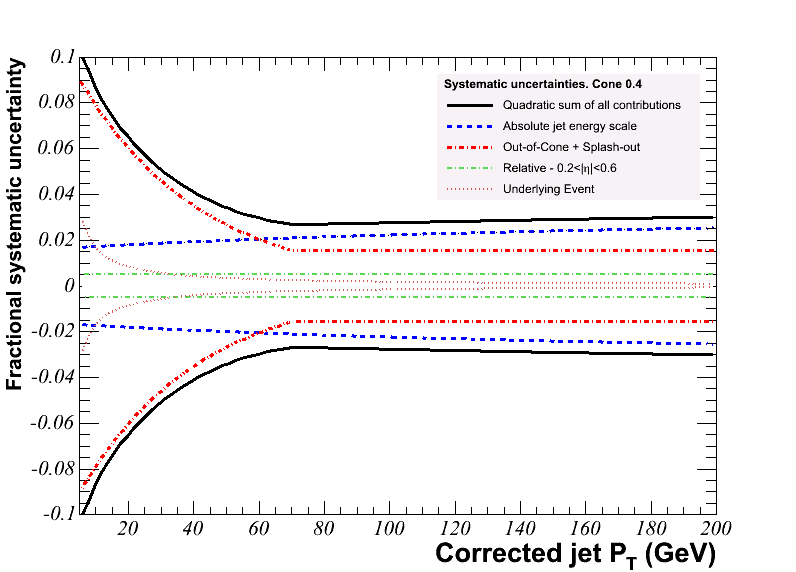 Fractional systematic uncertainty
0.1
0.08
0.06
0.04
0.02
0
-0.02
-0.04
-0.06
-0.08
-0.1
Systematic uncertainties. Cone 0.4
Quadratic sum of all contributions
Absolute jet energy scale
Out-of-Cone + Splash-out
Relative - 0.2<|η|<0.6
Underlying Event
20 40 60 80 100 120 140 160 180 200
Corrected jet P_T (GeV)